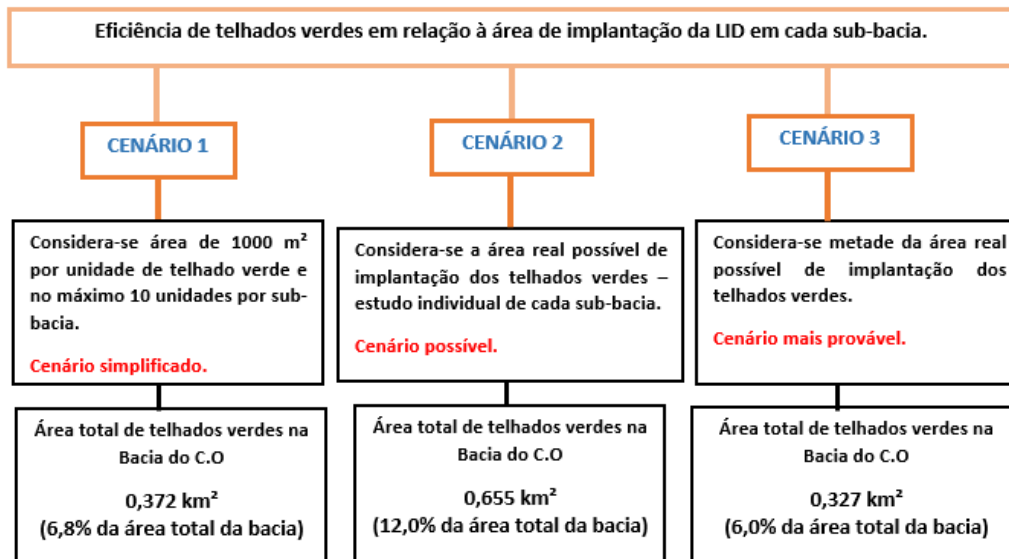 Eficiência de telhados verdes em relação à área de implantação da LID em cada sub-bacia.
CENÁRIO 1
Considera-se área de 1000 m²
por unidade de telhado verde e
no máximo 10 unidades por sub-
bacia.
Cenário simplificado.
Área total de telhados verdes na
Bacia do C.O
0,372 km²
(6,8% da área total da bacia)
CENÁRIO 2
Considera-se a área real possível de
implantação dos telhados verdes –
estudo individual de cada sub-bacia.
Cenário possível.
Área total de telhados verdes na
Bacia do C.O
0,655 km²
(12,0% da área total da bacia)
CENÁRIO 3
Considera-se metade da área real
possível de implantação dos
telhados verdes.
Cenário mais provável.
Área total de telhados verdes na
Bacia do C.O
0,327 km²
(6,0% da área total da bacia)